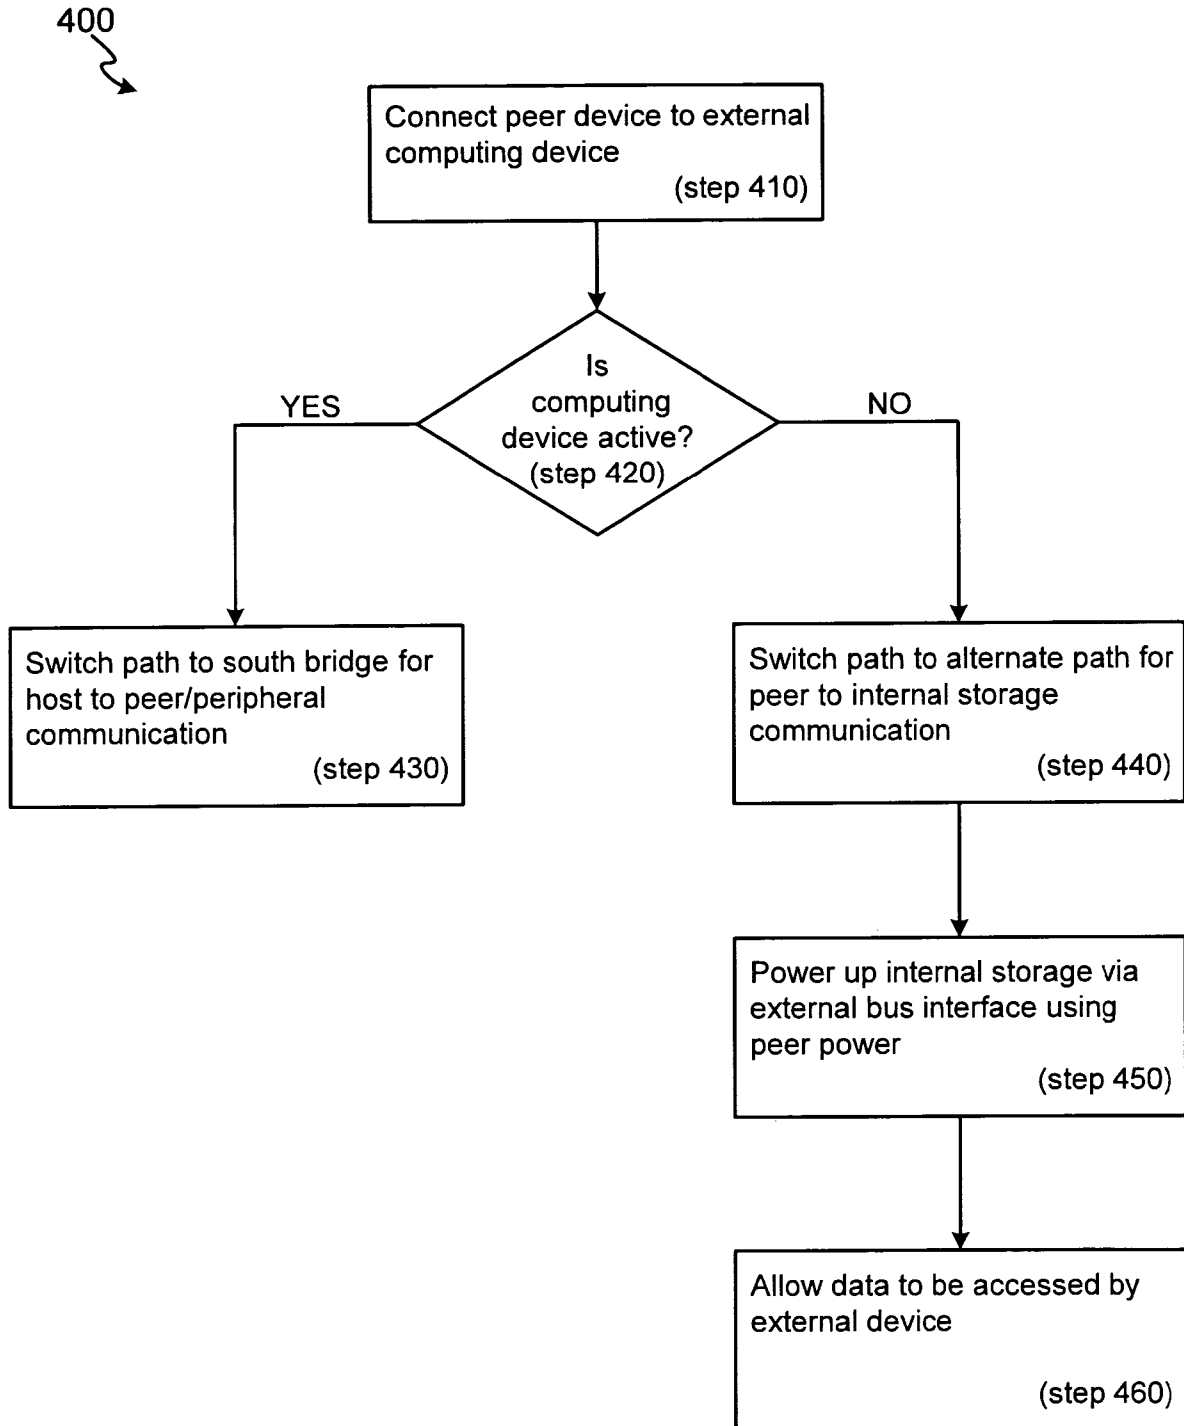 400
Connect peer device to external
computing device
(step 410)
Is
computing
device active?
(step 420)
YES
NO
Switch path to south bridge for
host to peer/peripheral
communication
(step 430)
Switch path to alternate path for
peer to internal storage
communication
(step 440)
Power up internal storage via
external bus interface using
peer power
(step 450)
Allow data to be accessed by
external device
(step 460)